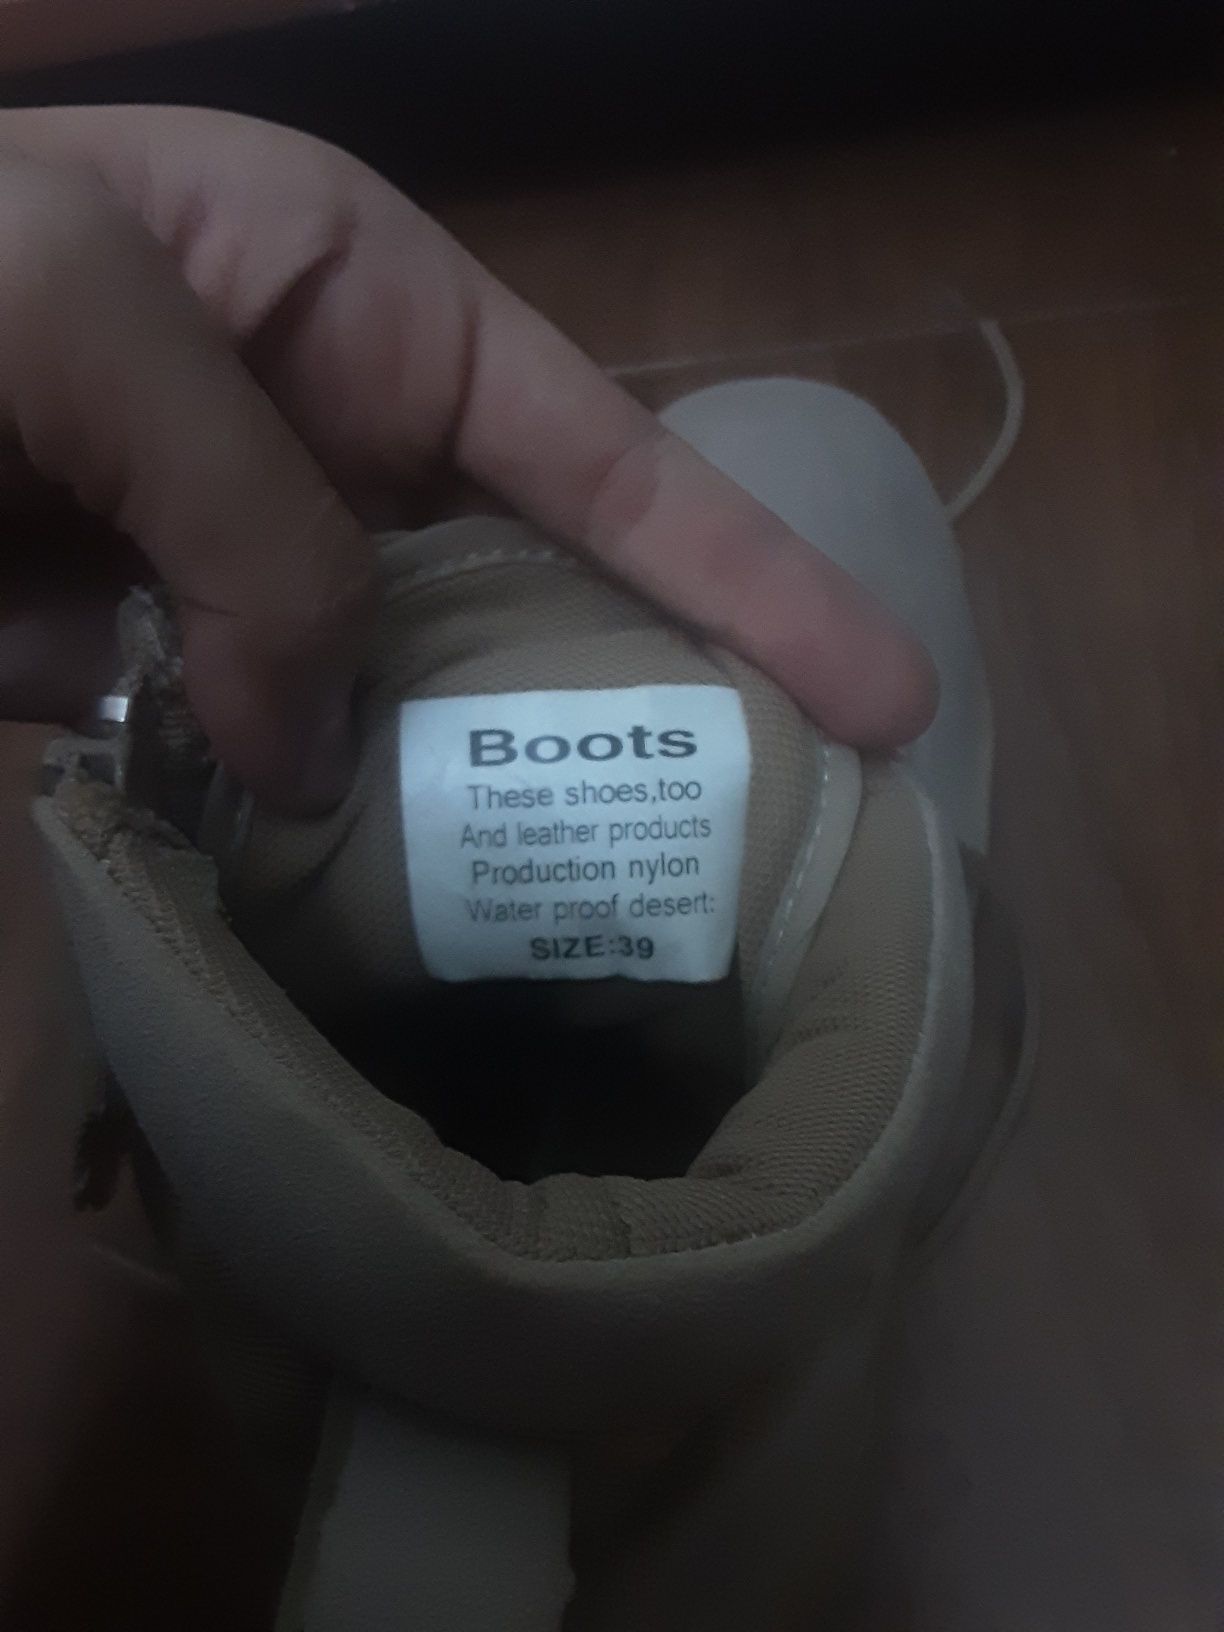 Boots
These shoes,too
And leather products
Production nylon
Water proof desert:
SIZE:39